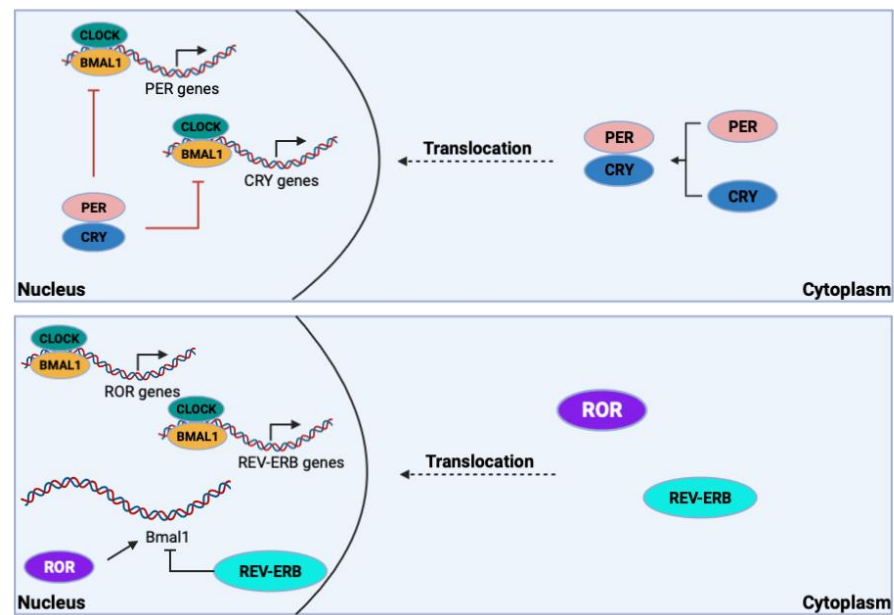 CLOCK
BMAL1
PER genes
CLOCK
BMAL1
CRY genes
PER
CRY
Translocation
PER
CRY
PER
CRY
Nucleus
Cytoplasm
CLOCK
BMAL1
ROR genes
CLOCK
BMAL1
REV-ERB genes
Bmal1
ROR
REV-ERB
Translocation
ROR
REV-ERB
Nucleus
Cytoplasm